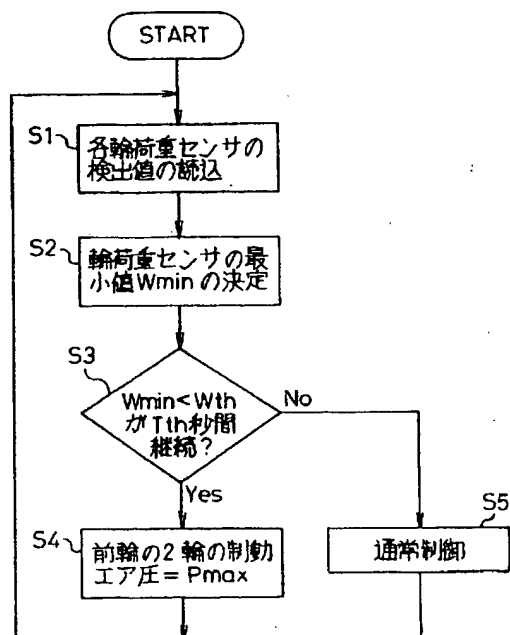 START
S1
各輪荷重センサの
検出値の読込
S2
輪荷重センサの最
小値Wminの決定
S3
Wmin<Wth
がTth秒間
継続?
No
Yes
S4
前輪の2輪の制動
エア圧=Pmax
S5
通常制御